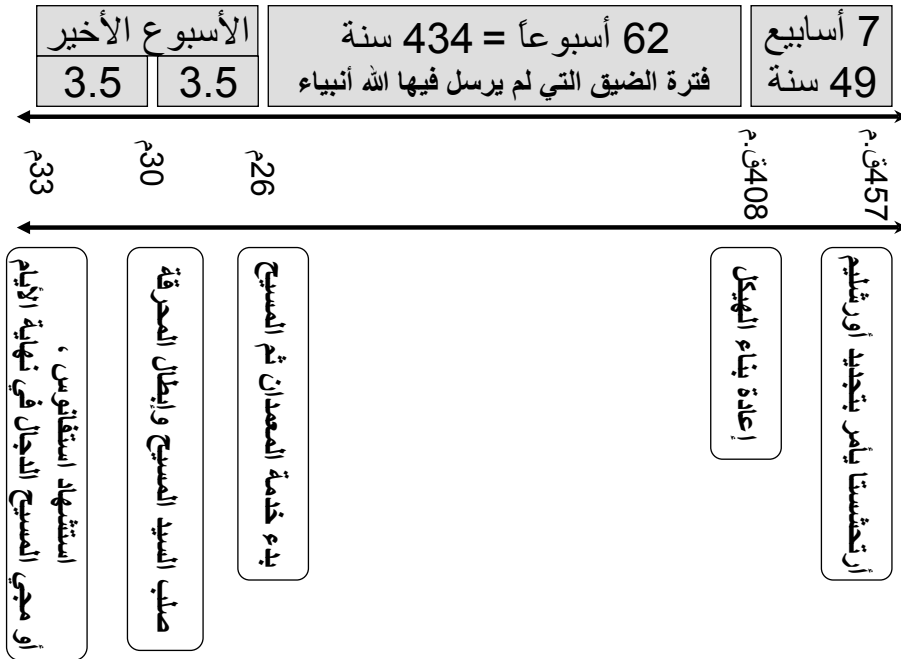 7 أسابيع
49 سنة
62 أسبوعاً = 434 سنة
فترة الضيق التي لم يرسل فيها الله أنبياء
الأسبوع الأخير
3.5
3.5
457ق.م
408ق.م
26م
30م
33م
أرتحشستا يأمر بتجديد أورشليم
إعادة بناء الهيكل
بدء خدمة المعمدان ثم المسيح
صلب السيد المسيح وإبطال المحرقة
استشهاد استفانوس ،
أو مجي المسيح الدجال في نهاية الأيام